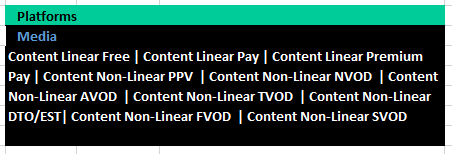 Platforms
Media
Content Linear Free | Content Linear Pay | Content Linear Premium
Pay | Content Non-Linear PPV | Content Non-Linear NVOD | Content
Non-Linear AVOD | Content Non-Linear TVOD | Content Non-Linear
DTO/EST| Content Non-Linear FVOD | Content Non-Linear SVOD